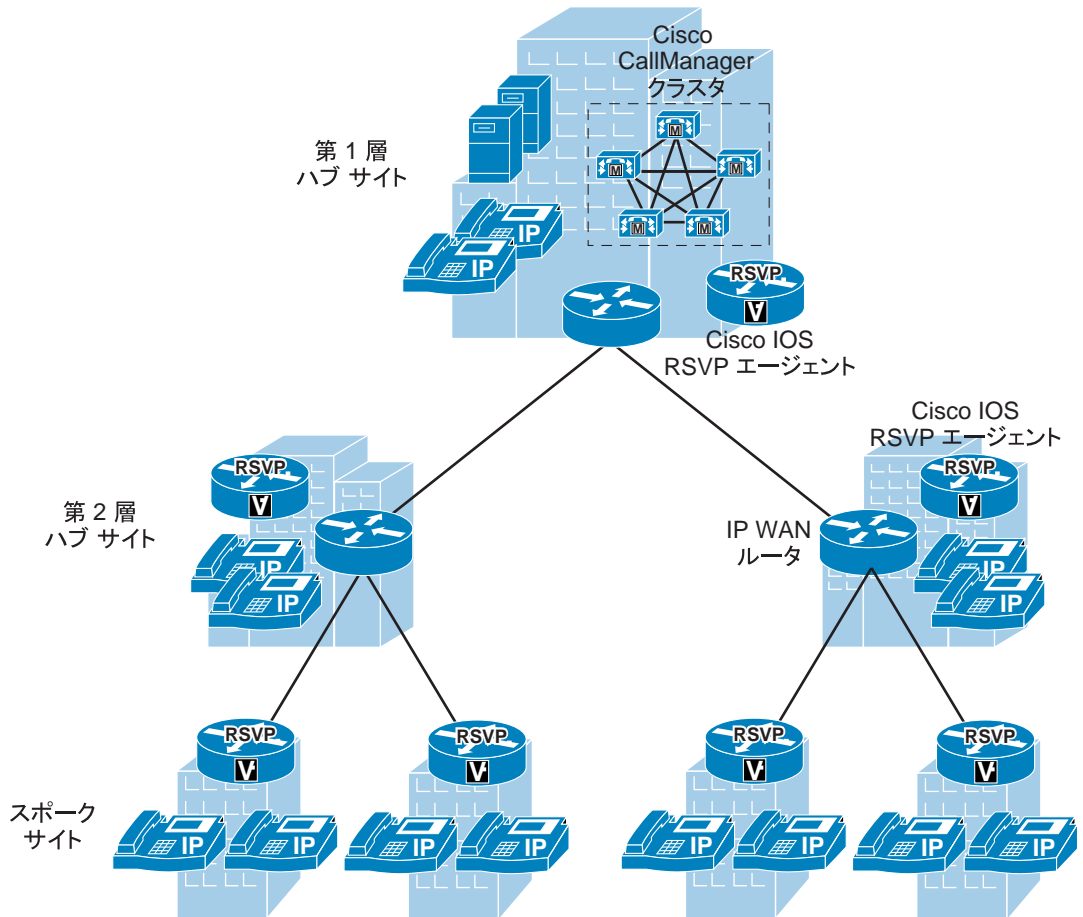 Cisco
CallManager
クラスタ
第 1 層
ハブ サイト
M
M
M
M
M
IP
IP
RSVP
V
Cisco IOS
RSVP エージェント
Cisco IOS
RSVP エージェント
RSVP
V
RSVP
V
第 2 層
ハブ サイト
IP WAN
ルータ
IP
IP
IP
IP
RSVP
V
RSVP
V
RSVP
V
RSVP
V
スポーク
サイト
IP
IP
IP
IP
IP
IP
IP
IP